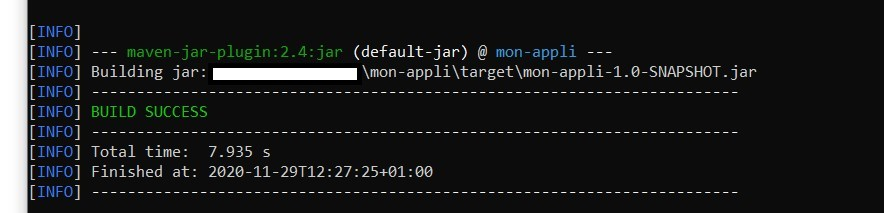 [INFO]
[INFO] --- maven-jar-plugin:2.4:jar (default-jar) @ mon-appli ---
[INFO] Building jar: \mon-appli\target\mon-appli-1.0-SNAPSHOT.jar
[INFO] ------------------------------------------------------------------------
[INFO] BUILD SUCCESS
[INFO] ------------------------------------------------------------------------
[INFO] Total time:  7.935 s
[INFO] Finished at: 2020-11-29T12:27:25+01:00
[INFO] ------------------------------------------------------------------------